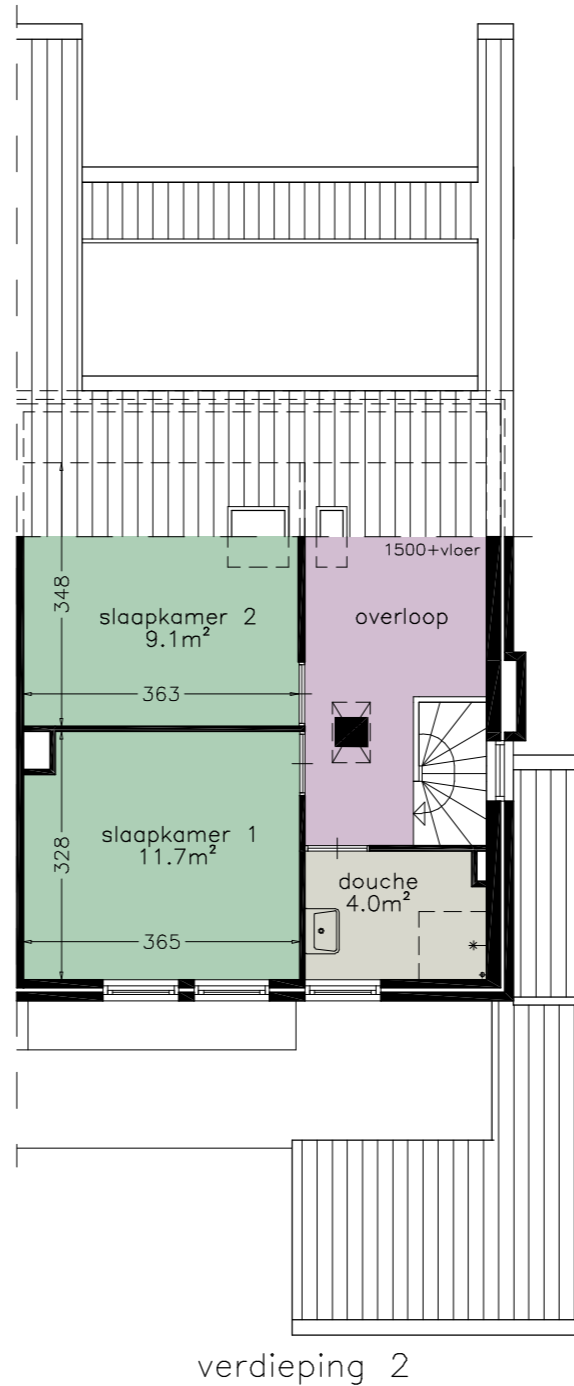 1500+vloer
348
slaapkamer 2
9.1m²
overloop
363
328
slaapkamer 1
11.7m²
douche
4.0m²
365
verdieping 2